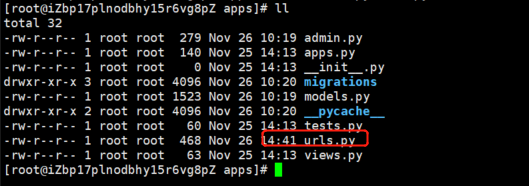 [root@iZbp17plnodbhy15r6vg8pZ apps]# ll
total 32
-rw-r--r-- 1 root root  279 Nov 26 10:19 admin.py
-rw-r--r-- 1 root root  140 Nov 25 14:13 apps.py
-rw-r--r-- 1 root root    0 Nov 25 14:13 __init__.py
drwxr-xr-x 3 root root 4096 Nov 26 10:20 migrations
-rw-r--r-- 1 root root 1523 Nov 26 10:19 models.py
drwxr-xr-x 2 root root 4096 Nov 26 10:20 __pycache__
-rw-r--r-- 1 root root   60 Nov 25 14:13 tests.py
-rw-r--r-- 1 root root  468 Nov 26 14:41 urls.py
-rw-r--r-- 1 root root   63 Nov 25 14:13 views.py
[root@iZbp17plnodbhy15r6vg8pZ apps]#